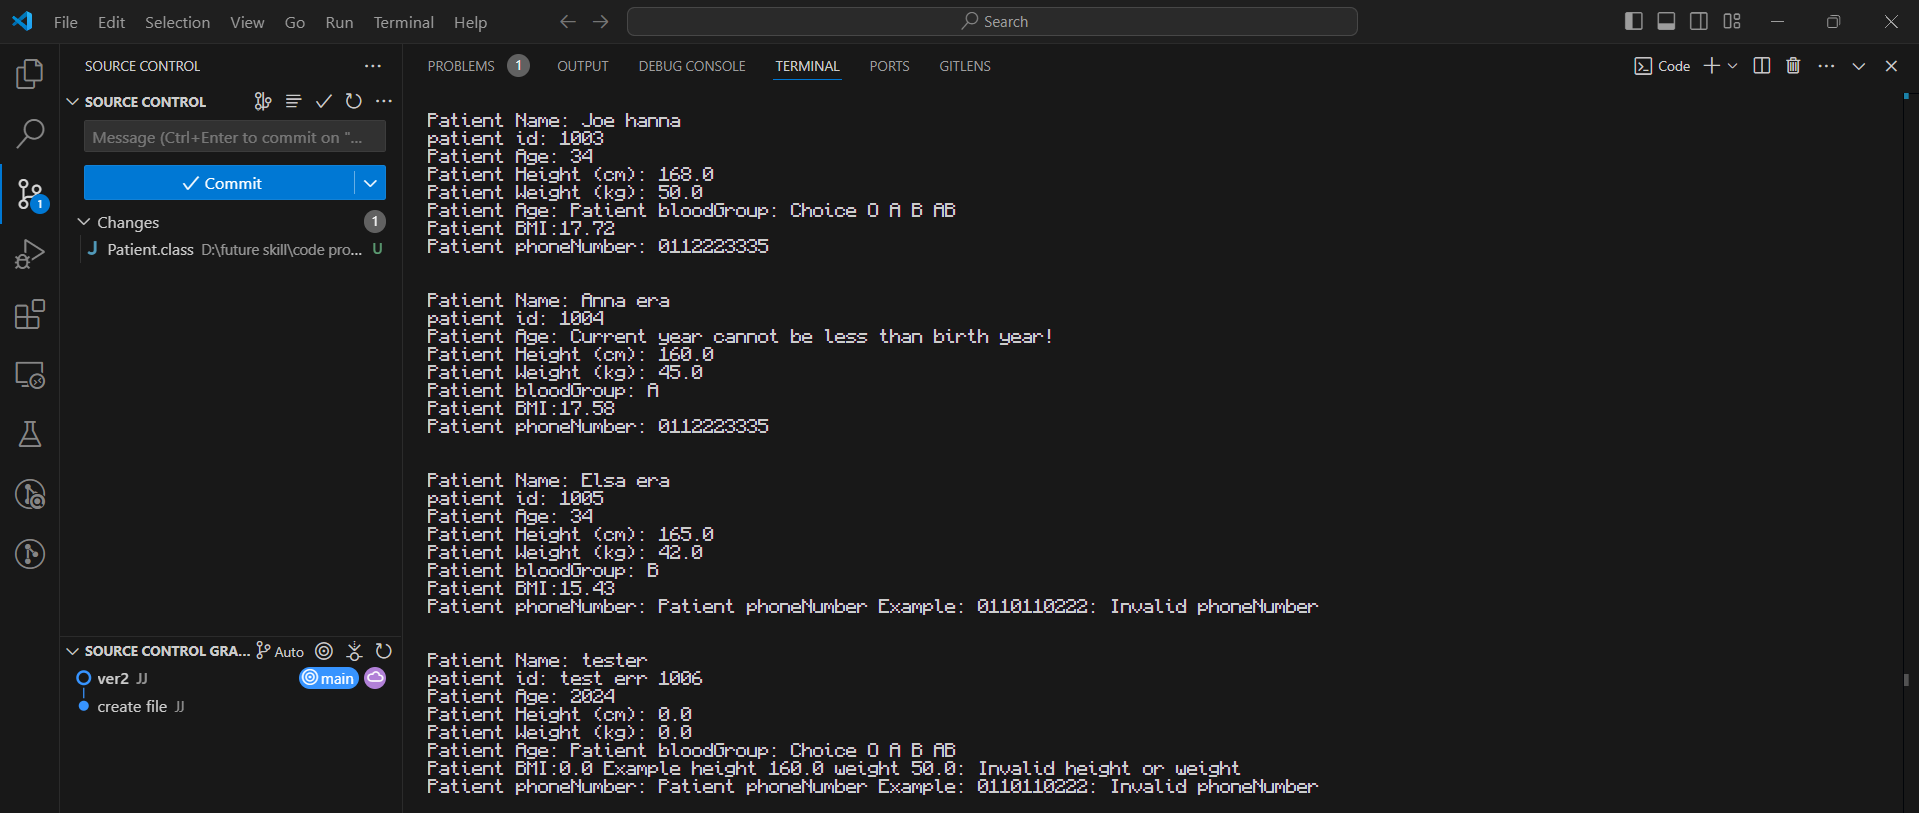 File Edit Selection View Go Run Terminal Help
Search
SOURCE CONTROL
SOURCE CONTROL
Message (Ctrl+Enter to commit on "...
Commit
Changes 1
J Patient.class D:\future skill\code pro... U
1
SOURCE CONTROL GRA... Auto
ver2 JJ main
create file JJ
PROBLEMS 1 OUTPUT DEBUG CONSOLE TERMINAL PORTS GITLENS
Code
Patient Name: Joe hanna
patient id: 1003
Patient Age: 34
Patient Height (cm): 168.0
Patient Weight (kg): 50.0
Patient Age: Patient bloodGroup: Choice O A B AB
Patient BMI:17.72
Patient phoneNumber: 0112223335
Patient Name: Anna era
patient id: 1004
Patient Age: Current year cannot be less than birth year!
Patient Height (cm): 160.0
Patient Weight (kg): 45.0
Patient bloodGroup: A
Patient BMI:17.58
Patient phoneNumber: 0112223335
Patient Name: Elsa era
patient id: 1005
Patient Age: 34
Patient Height (cm): 165.0
Patient Weight (kg): 42.0
Patient bloodGroup: B
Patient BMI:15.43
Patient phoneNumber: Patient phoneNumber Example: 0110110222: Invalid phoneNumber
Patient Name: tester
patient id: test err 1006
Patient Age: 2024
Patient Height (cm): 0.0
Patient Weight (kg): 0.0
Patient Age: Patient bloodGroup: Choice O A B AB
Patient BMI:0.0 Example height 160.0 weight 50.0: Invalid height or weight
Patient phoneNumber: Patient phoneNumber Example: 0110110222: Invalid phoneNumber